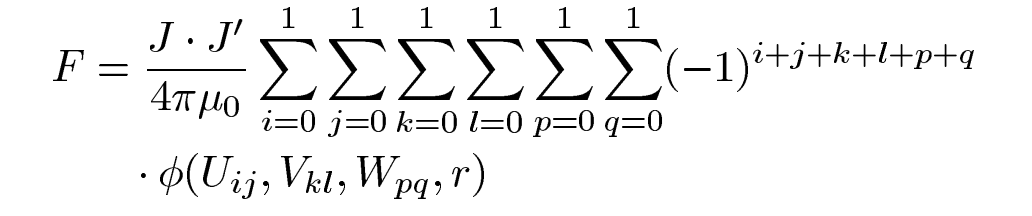 F = \frac{J \cdot J'}{4\pi\mu_0} \sum_{i=0}^{1} \sum_{j=0}^{1} \sum_{k=0}^{1} \sum_{l=0}^{1} \sum_{p=0}^{1} \sum_{q=0}^{1} (-1)^{i+j+k+l+p+q}
\cdot \phi(U_{ij}, V_{kl}, W_{pq}, r)